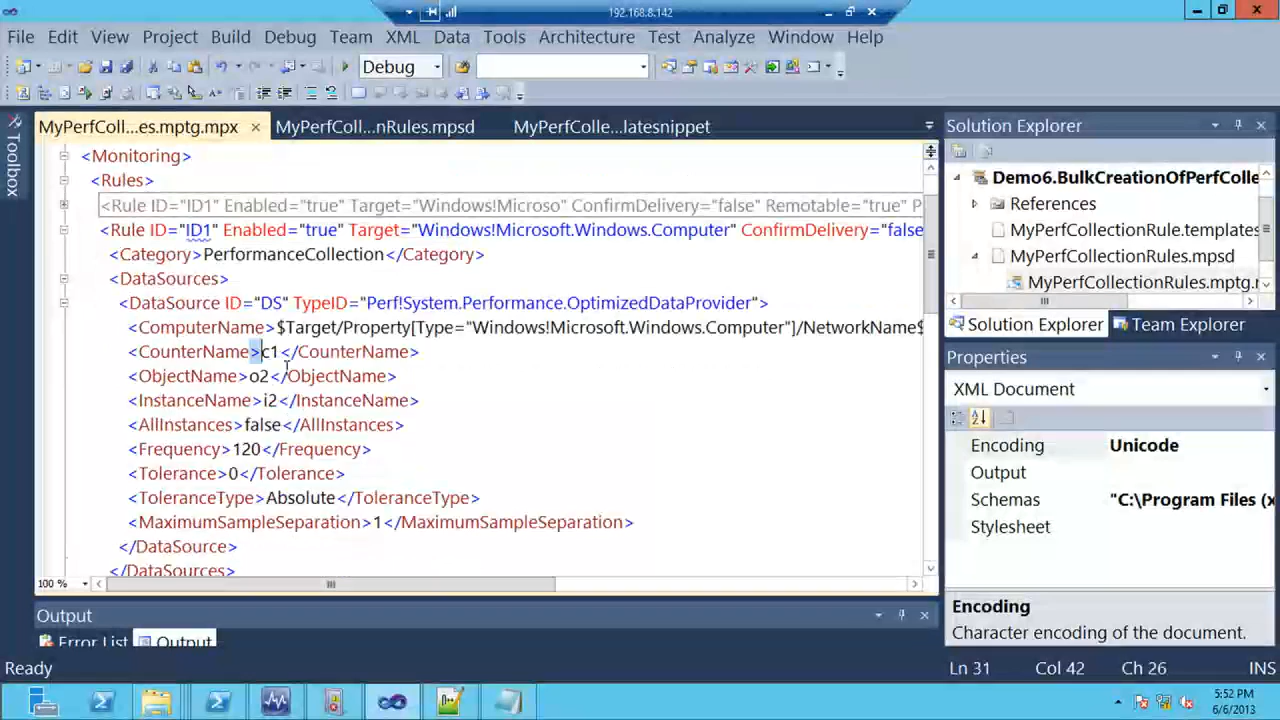 192.168.8.142
File Edit View Project Build Debug Team XML Data Tools Architecture Test Analyze Window Help
Debug
MyPerfColl...es.mptg.mpx MyPerfColl...nRules.mpsd MyPerfColle...latesnippet
Toolbox
<Monitoring>
<Rules>
<Rule ID="ID1" Enabled="true" Target="Windows!Microso" ConfirmDelivery="false" Remotable="true" P
<Rule ID="ID1" Enabled="true" Target="Windows!Microsoft.Windows.Computer" ConfirmDelivery="false
<Category>PerformanceCollection</Category>
<DataSources>
<DataSource ID="DS" TypeID="Perf!System.Performance.OptimizedDataProvider">
<ComputerName>$Target/Property[Type="Windows!Microsoft.Windows.Computer"]/NetworkName$
<CounterName>c1</CounterName>
<ObjectName>o2</ObjectName>
<InstanceName>i2</InstanceName>
<AllInstances>false</AllInstances>
<Frequency>120</Frequency>
<Tolerance>0</Tolerance>
<ToleranceType>Absolute</ToleranceType>
<MaximumSampleSeparation>1</MaximumSampleSeparation>
</DataSource>
</DataSources>
100 %
Output
Error List Output
Solution Explorer
Demo6.BulkCreationOfPerfColle
References
MyPerfCollectionRule.templates
MyPerfCollectionRules.mpsd
MyPerfCollectionRules.mptg.r
Solution Explorer Team Explorer
Properties
XML Document
Encoding Unicode
Output
Schemas "C:\Program Files (x
Stylesheet
Encoding
Character encoding of the document.
Ready Ln 31 Col 42 Ch 26 INS
5:52 PM
6/6/2013